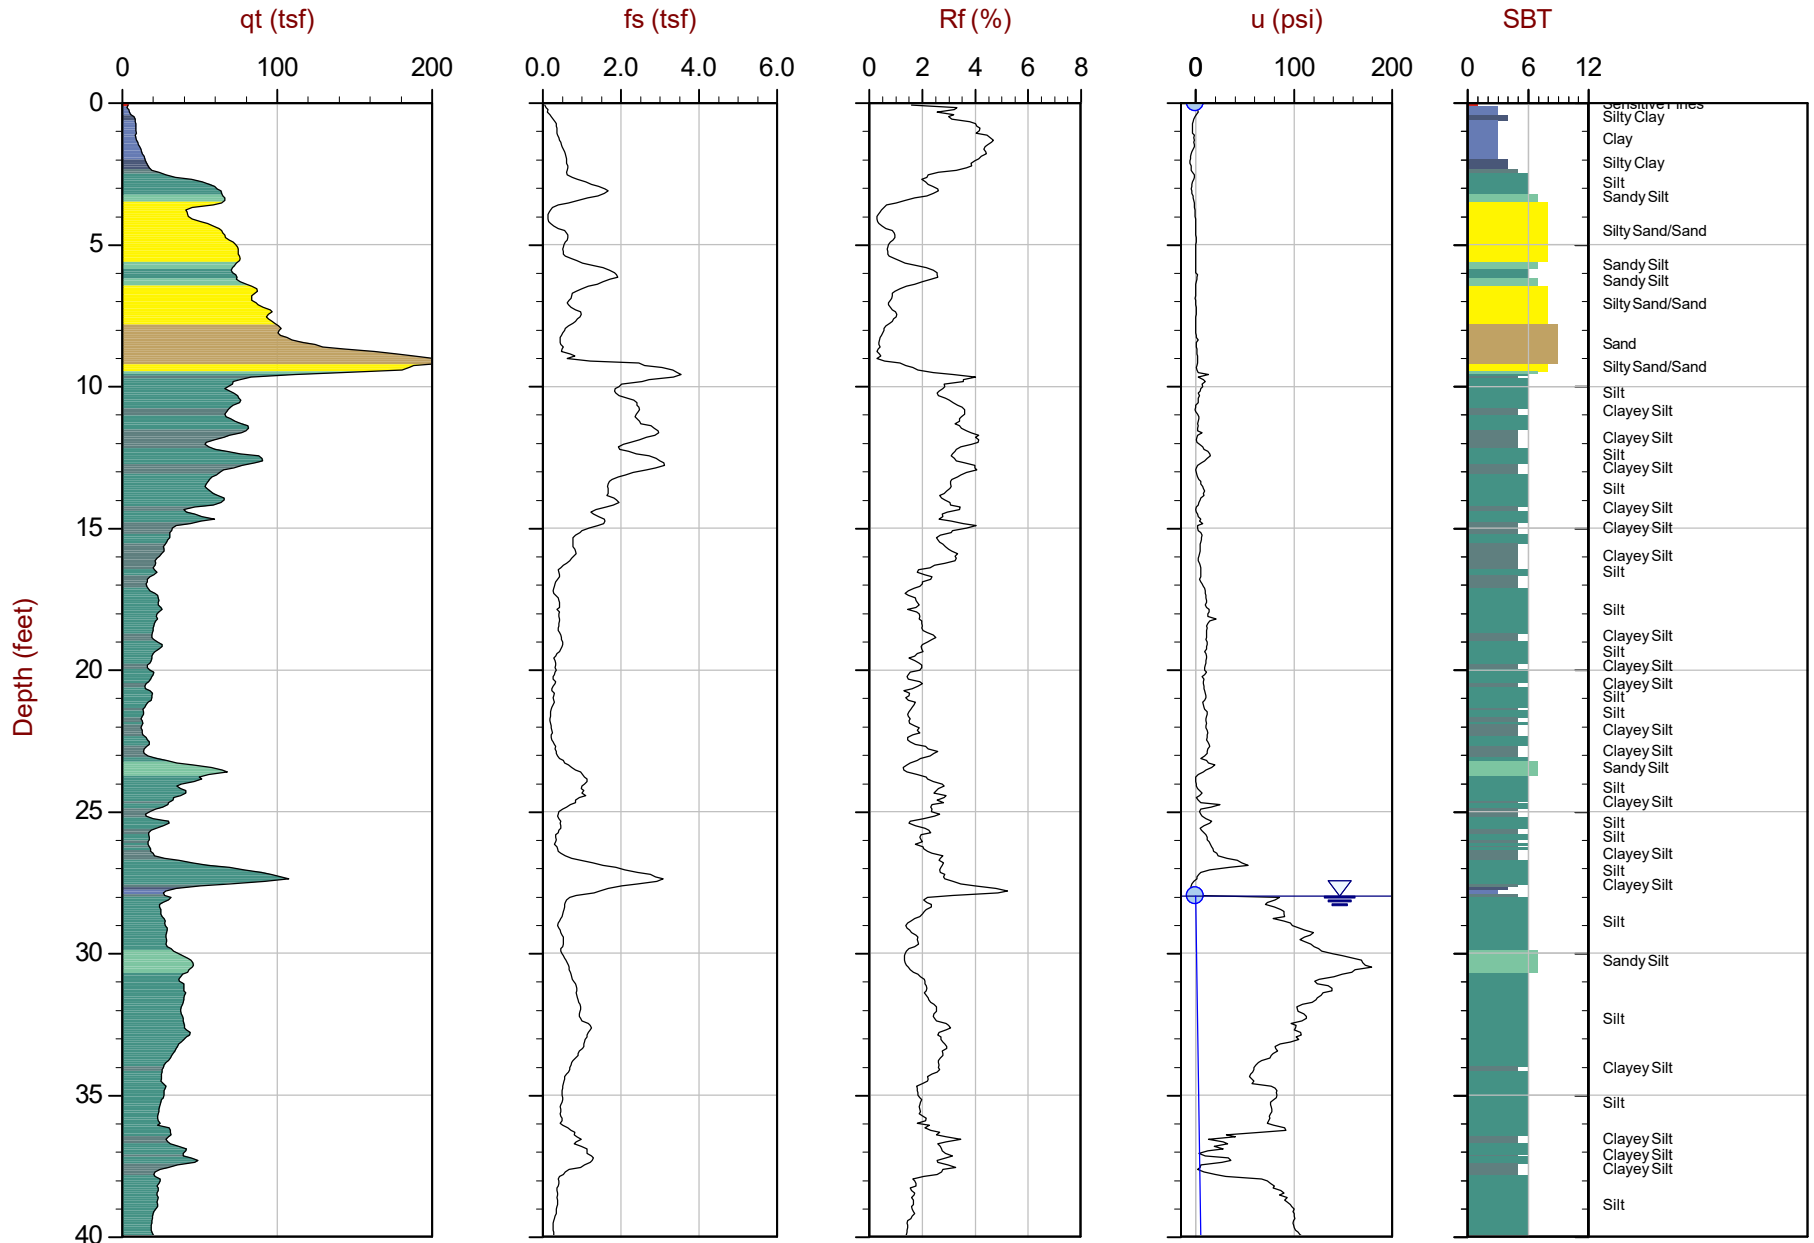 qt (tsf) fs (tsf) Rf (%) u (psi) SBT
0 100 200 0.0 2.0 4.0 6.0 0 2 4 6 8 0 100 200 0 6 12
0
Sensitive Fines
Silty Clay
Clay
Silty Clay
Silt
Sandy Silt
Silty Sand/Sand
5
Sandy Silt
Sandy Silt
Silty Sand/Sand
Sand
Silty Sand/Sand
10
Silt
Clayey Silt
Clayey Silt
Silt
Clayey Silt
Silt
Clayey Silt
15
Clayey Silt
Clayey Silt
Silt
Silt
Clayey Silt
Silt
20
Clayey Silt
Clayey Silt
Silt
Silt
Clayey Silt
Clayey Silt
Sandy Silt
Silt
Clayey Silt
25
Silt
Silt
Clayey Silt
Silt
Clayey Silt
Silt
30
Sandy Silt
Silt
Clayey Silt
35
Silt
Clayey Silt
Clayey Silt
Clayey Silt
Silt
40
Depth (feet)